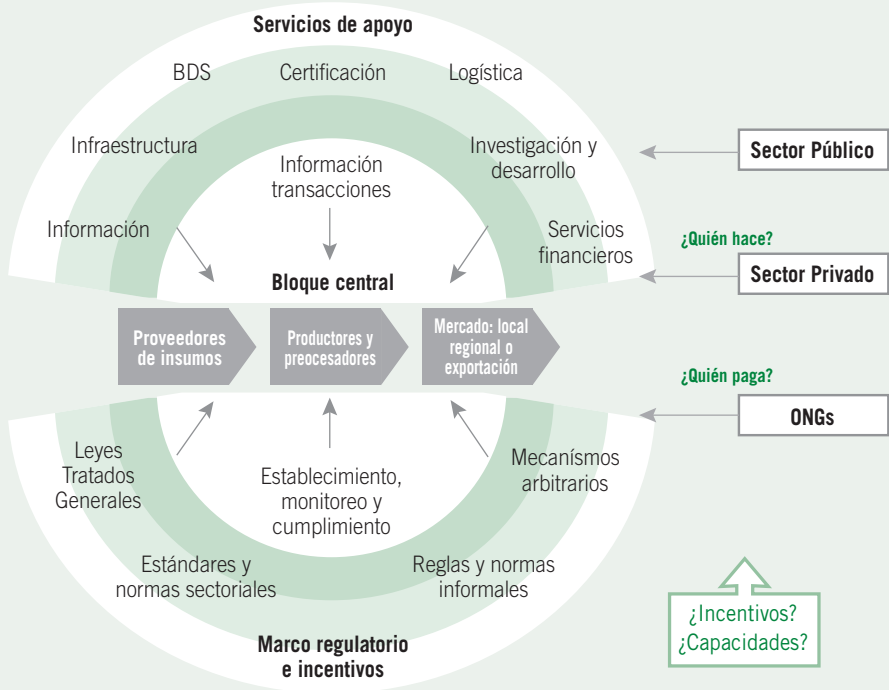 Servicios de apoyo
BDS
Certificación
Logística
Infraestructura
Investigación y
desarrollo
Información
transacciones
Información
Servicios
financieros
Bloque central
Proveedores
de insumos
Productores y
preocesadores
Mercado: local
regional o
exportación
Leyes
Tratados
Generales
Establecimiento,
monitoreo y
cumplimiento
Mecanísmos
arbitrarios
Estándares y
normas sectoriales
Reglas y normas
informales
Marco regulatorio
e incentivos
Sector Público
¿Quién hace?
Sector Privado
¿Quién paga?
ONGs
¿Incentivos?
¿Capacidades?